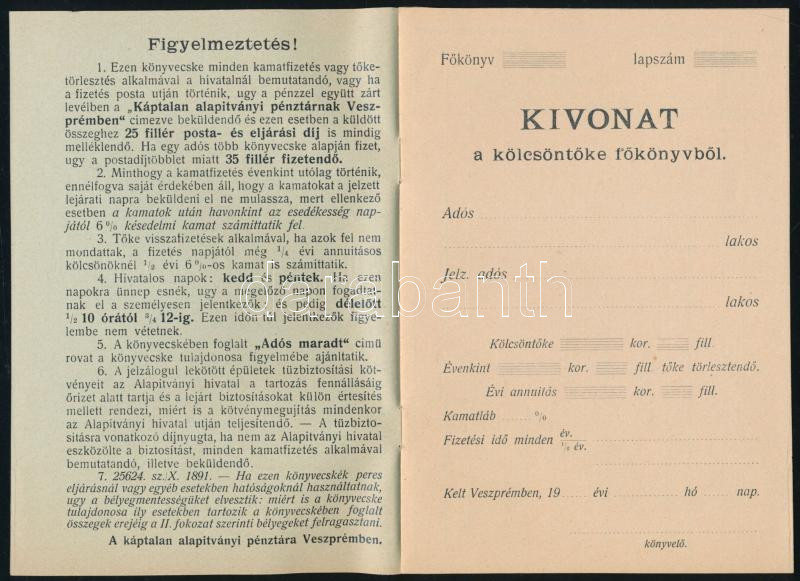 Figyelmeztetés!
1. Ezen könyvecske minden kamatfizetés vagy tőke-
törlesztés alkalmával a hivatalnál bemutatandó, vagy ha
a fizetés posta utján történik, ugy a pénzzel együtt zárt
levélben a „Káptalan alapitványi pénztárnak Vesz-
prémben" cimezve beküldendő és ezen esetben a küldött
összeghez 25 fillér posta- és eljárási díj is mindig
melléklendő. Ha egy adós több könyvecske alapján fizet,
ugy a postadíjtöbblet miatt 35 fillér fizetendő.
2. Minthogy a kamatfizetés évenkint utólag történik,
ennélfogva saját érdekében áll, hogy a kamatokat a jelzett
lejárati napra beküldeni el ne mulassza, mert ellenkező
esetben a kamatok után havonkint az esedékesség nap-
jától 6% késedelmi kamat számittatik fel.
3. Tőke visszafizetések alkalmával, ha azok fel nem
mondattak, a fizetés napjától még 1/4 évi annuitásos
kölcsönöknél 1/2 évi 6%-os kamat is számittatik.
4. Hivatalos napok: kedd és péntek. Ha ezen
napokra ünnep esnék, ugy a megelőző napon fogadtat-
nak el a személyesen jelentkezők; és pedig délelőtt
1/2 10 órától 3/4 12-ig. Ezen időn túl jelentkezők figye-
lembe nem vétetnek.
5. A könyvecskében foglalt „Adós maradt" című
rovat a könyvecske tulajdonosa figyelmébe ajánltatik.
6. A jelzálogul lekötött épületek tüzbiztosítási köt-
vényeit az Alapitványi hivatal a tartozás fennállásáig
őrizet alatt tartja és a lejárt biztosításokat külön értesítés
mellett rendezi, miért is a kötvénymegujítás mindenkor
az Alapitványi hivatal utján teljesítendő. — A tüzbizto-
sításra vonatkozó díjnyugta, ha nem az Alapitványi hivatal
eszközölte a biztosítást, minden kamatfizetés alkalmával
bemutatandó, illetve beküldendő.
7. 25624. sz./X. 1891. — Ha ezen könyvecskék peres
eljárásnál vagy egyéb esetekben hatóságoknál használtatnak,
ugy a bélyegmentességüket elvesztik: miért is a könyvecske
tulajdonosa ily esetekben tartozik a könyvecskében foglalt
összegek erejéig a II. fokozat szerinti bélyegeket felragasztani.
A káptalan alapitványi pénztára Veszprémben.
Főkönyv lapszám
KIVONAT
a kölcsöntőke főkönyvből.
Adós
lakos
Jelz. adós
lakos
Kölcsöntőke kor. fill.
Évenkint kor. fill. tőke törlesztendő.
Évi annuitás kor. fill.
Kamatláb %
Fizetési idő minden év.
1/2 év.
Kelt Veszprémben, 19 évi hó nap.
könyvelő.
darabanth